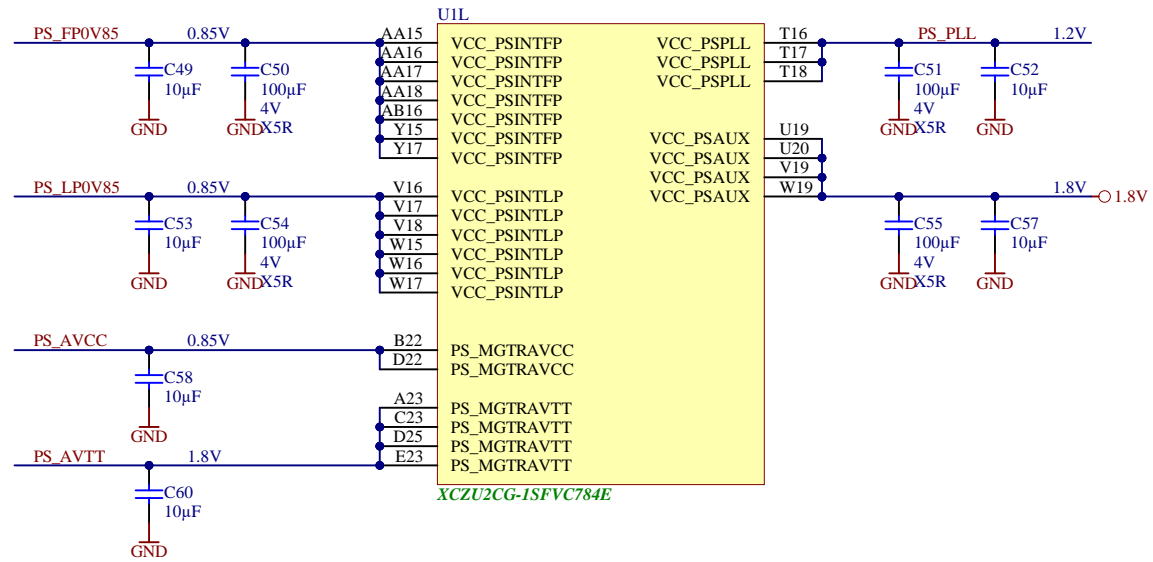 U1L
PS_FP0V85 0.85V
C49
10µF
GND
C50
100µF
4V
X5R
GND
AA15 VCC_PSINTFP
AA16 VCC_PSINTFP
AA17 VCC_PSINTFP
AA18 VCC_PSINTFP
AB16 VCC_PSINTFP
Y15 VCC_PSINTFP
Y17 VCC_PSINTFP
VCC_PSPLL T16
VCC_PSPLL T17
VCC_PSPLL T18
PS_PLL 1.2V
C51
100µF
4V
X5R
GND
C52
10µF
GND
PS_LP0V85 0.85V
C53
10µF
GND
C54
100µF
4V
X5R
GND
V16 VCC_PSINTLP
V17 VCC_PSINTLP
V18 VCC_PSINTLP
W15 VCC_PSINTLP
W16 VCC_PSINTLP
W17 VCC_PSINTLP
VCC_PSAUX U19
VCC_PSAUX U20
VCC_PSAUX V19
VCC_PSAUX W19
1.8V 1.8V
C55
100µF
4V
X5R
GND
C57
10µF
GND
PS_AVCC 0.85V
C58
10µF
GND
B22 PS_MGTRAVCC
D22 PS_MGTRAVCC
A23 PS_MGTRAVTT
C23 PS_MGTRAVTT
D25 PS_MGTRAVTT
E23 PS_MGTRAVTT
PS_AVTT 1.8V
C60
10µF
GND
XCZU2CG-1SFVC784E